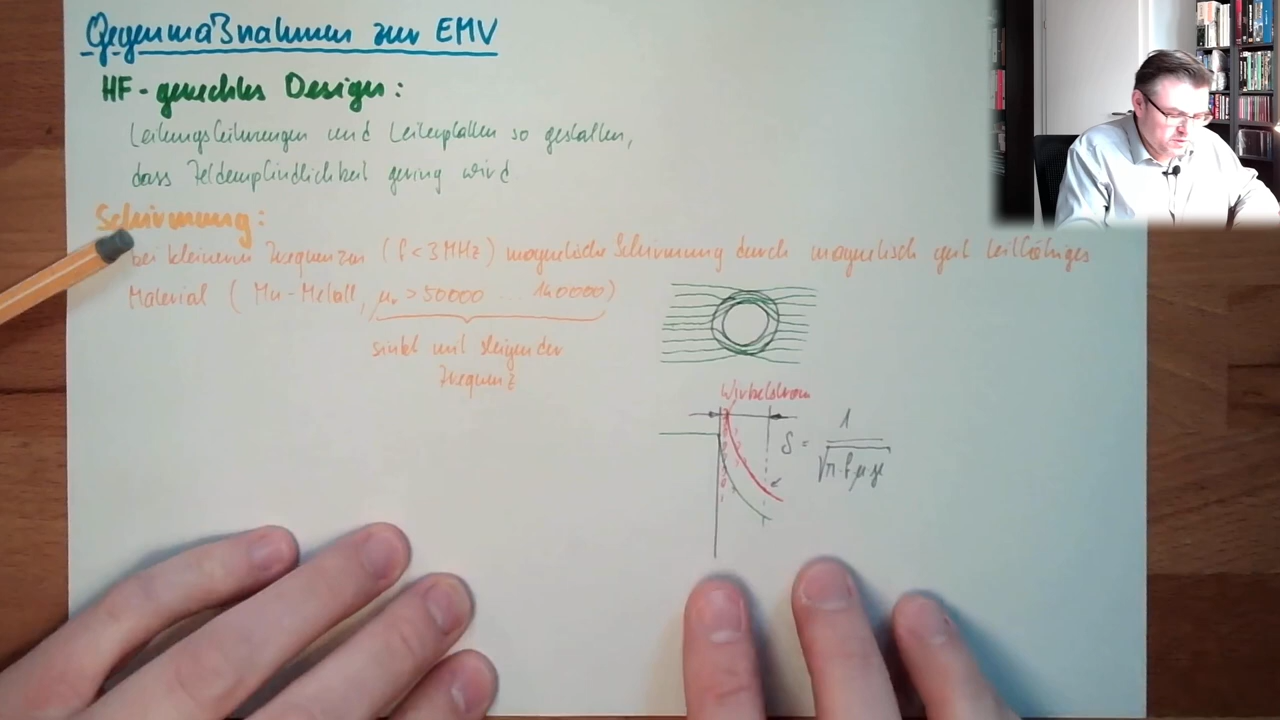 Gegenmaßnahmen zur EMV
HF-gerechtes Design:
Leitungsführungen und Leiterplatten so gestalten,
dass Feldempfindlichkeit gering wird
Schirmung:
bei kleineren Frequenzen (f < 3 MHz) magnetische Schirmung durch magnetisch gut leitfähiges
Material (Mu-Metall, μr > 50000 ... 140000)
sinkt mit steigender
Frequenz
Wirbelstrom
δ = 1/√(π·f·μ·ϰ)